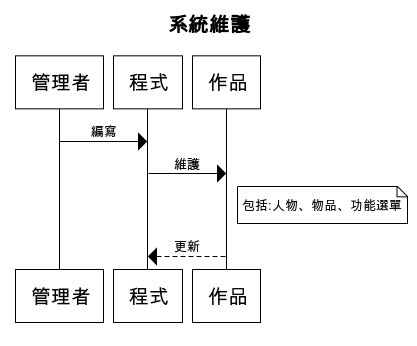 系統維護
管理者 程式 作品
編寫
維護
包括:人物、物品、功能選單
更新
管理者 程式 作品